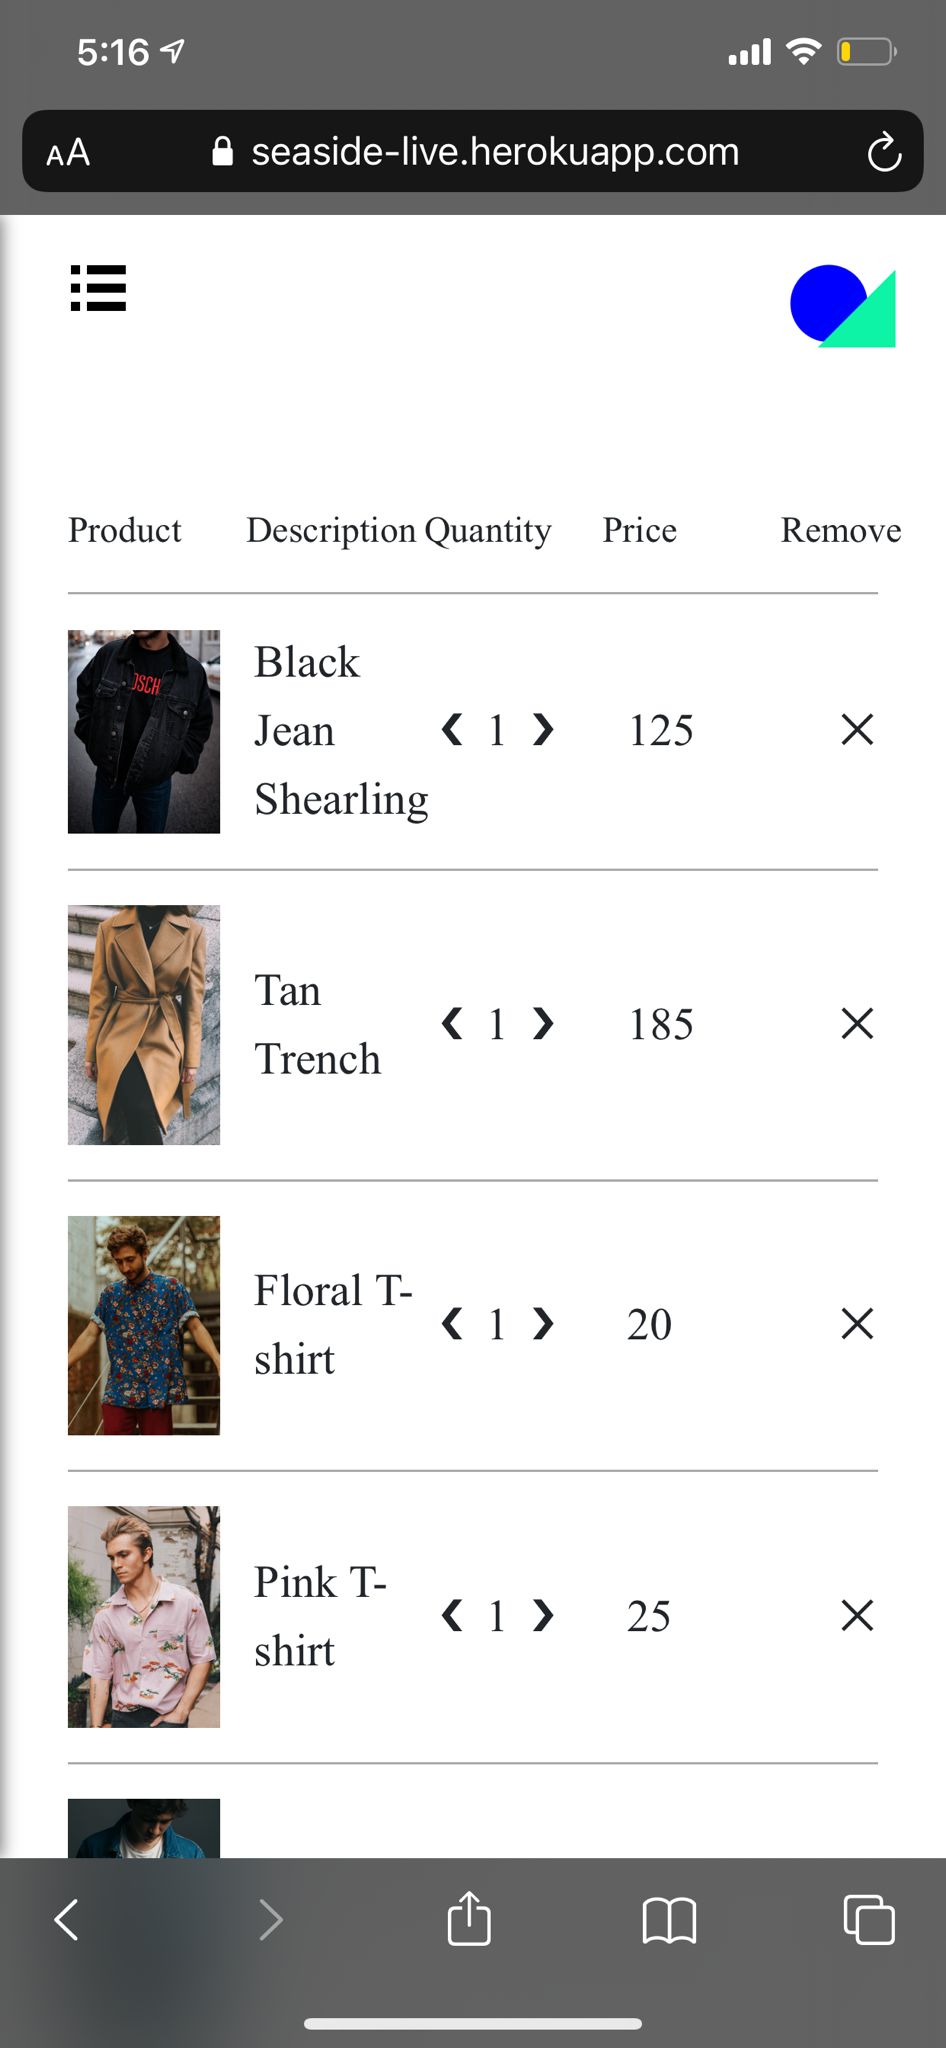 5:16
AA seaside-live.herokuapp.com
Product Description Quantity Price Remove
Black
Jean ❮ 1 ❯ 125 ×
Shearling
Tan
❮ 1 ❯ 185 ×
Trench
Floral T-
❮ 1 ❯ 20 ×
shirt
Pink T-
❮ 1 ❯ 25 ×
shirt